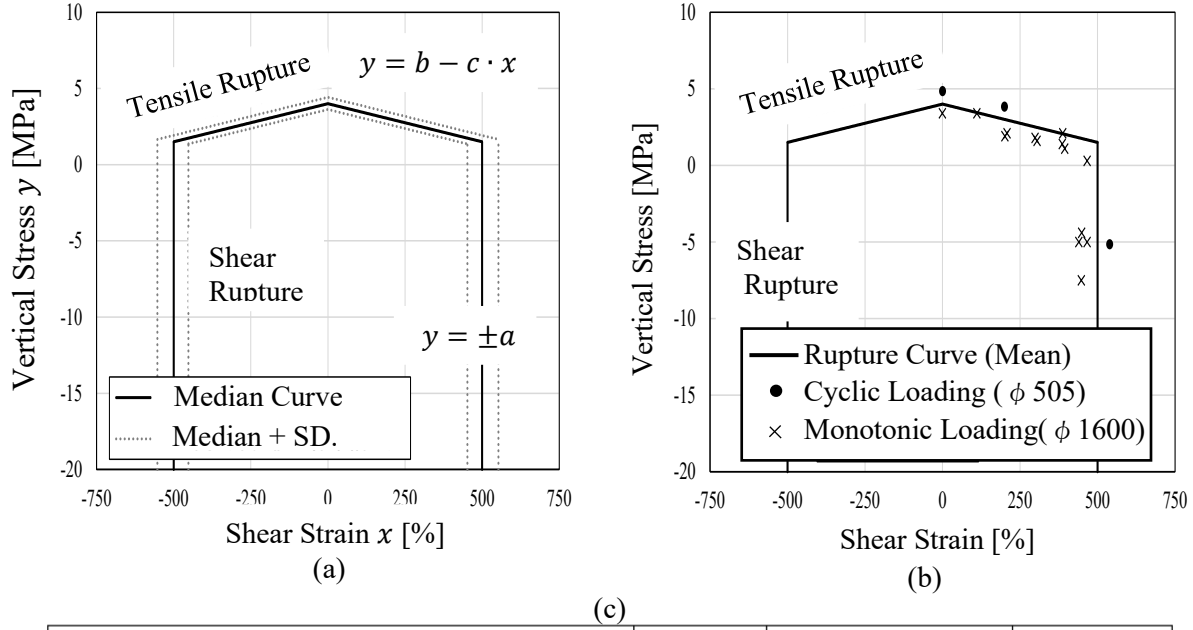 10
5
0
-5
-10
-15
-20
-750
-500
-250
0
250
500
750
Vertical Stress y [MPa]
Tensile Rupture
y = b − c · x
Shear
Rupture
y = ±a
Median Curve
Median + SD.
Shear Strain x [%]
(a)
10
5
0
-5
-10
-15
-20
-750
-500
-250
0
250
500
750
Vertical Stress [MPa]
Tensile Rupture
Shear
Rupture
Rupture Curve (Mean)
Cyclic Loading ( φ 505)
Monotonic Loading( φ 1600)
Shear Strain [%]
(b)
(c)